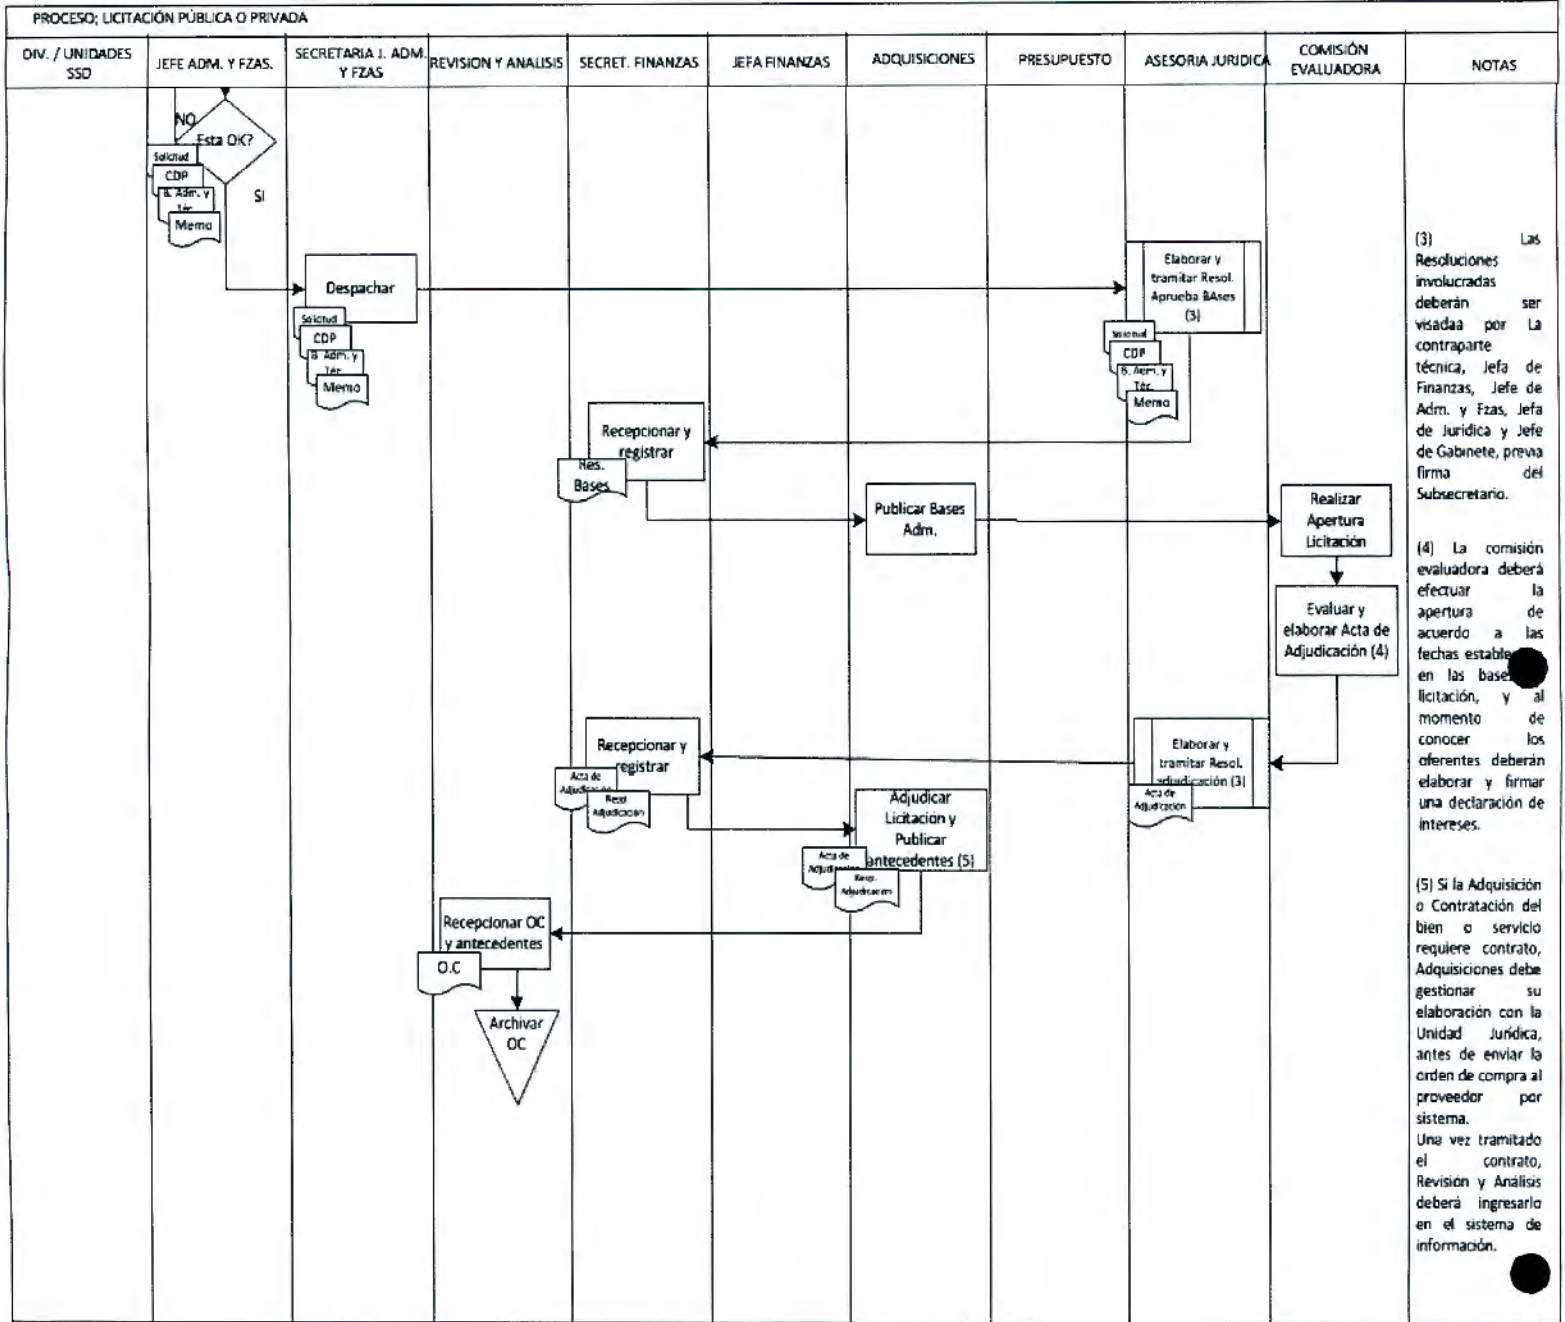 PROCESO; LICITACIÓN PÚBLICA O PRIVADA
DIV. / UNIDADES
SSD
JEFE ADM. Y FZAS.
SECRETARIA J. ADM.
Y FZAS
REVISION Y ANALISIS
SECRET. FINANZAS
JEFA FINANZAS
ADQUISICIONES
PRESUPUESTO
ASESORIA JURIDICA
COMISIÓN
EVALUADORA
NOTAS
NO
Esta OK?
SI
Solicitud
CDP
B. Adm. y
Téc.
Memo
Despachar
Solicitud
CDP
B. Adm. y
Téc.
Memo
Elaborar y
tramitar Resol.
Aprueba BAses
(3)
Solicitud
CDP
B. Adm. y
Téc.
Memo
Recepcionar y
registrar
Res.
Bases
Publicar Bases
Adm.
Realizar
Apertura
Licitación
Evaluar y
elaborar Acta de
Adjudicación (4)
Elaborar y
tramitar Resol.
adjudicación (3)
Acta de
Adjudicación
Recepcionar y
registrar
Acta de
Adjudicación
Resol.
Adjudicación
Adjudicar
Licitación y
Publicar
antecedentes (5)
Acta de
Adjudicación
Resol.
Adjudicación
Recepcionar OC
y antecedentes
O.C
Archivar
OC
(3) Las
Resoluciones
involucradas
deberán ser
visadaa por La
contraparte
técnica, Jefa de
Finanzas, Jefe de
Adm. y Fzas, Jefa
de Juridica y Jefe
de Gabinete, previa
firma del
Subsecretario.
(4) La comisión
evaluadora deberá
efectuar la
apertura de
acuerdo a las
fechas estable
en las base
licitación, y al
momento de
conocer los
oferentes deberán
elaborar y firmar
una declaración de
intereses.
(5) Si la Adquisición
o Contratación del
bien o servicio
requiere contrato,
Adquisiciones debe
gestionar su
elaboración con la
Unidad Jurídica,
antes de enviar la
orden de compra al
proveedor por
sistema.
Una vez tramitado
el contrato,
Revisión y Análisis
deberá ingresarlo
en el sistema de
información.